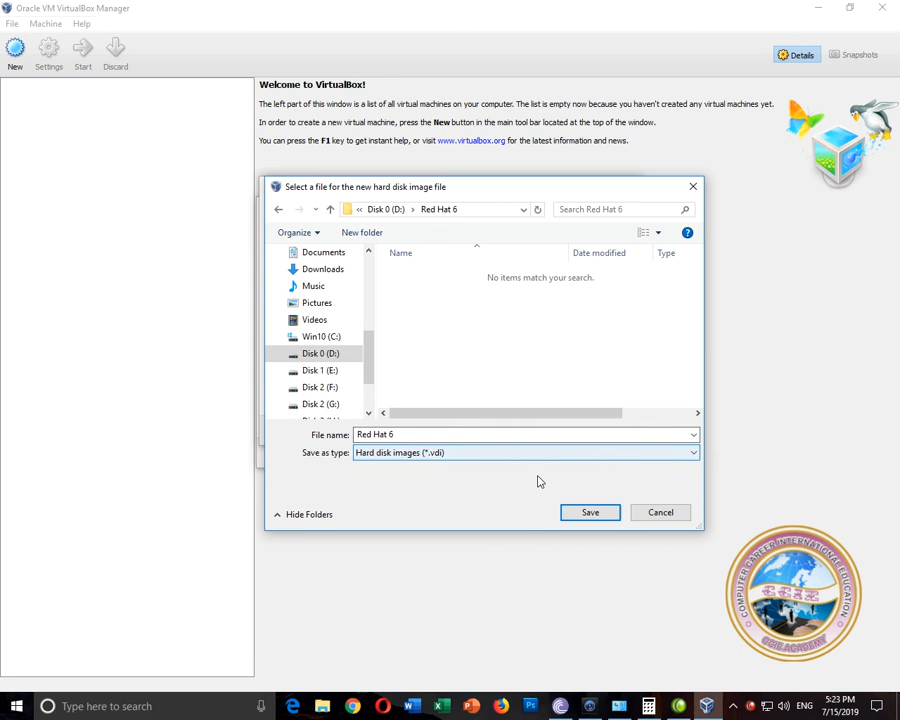 Oracle VM VirtualBox Manager
File Machine Help
New Settings Start Discard
Details Snapshots
Welcome to VirtualBox!
The left part of this window is a list of all virtual machines on your computer. The list is empty now because you haven't created any virtual machines yet.
In order to create a new virtual machine, press the New button in the main tool bar located at the top of the window.
You can press the F1 key to get instant help, or visit www.virtualbox.org for the latest information and news.
Select a file for the new hard disk image file
« Disk 0 (D:) › Red Hat 6
Search Red Hat 6
Organize New folder
Documents
Downloads
Music
Pictures
Videos
Win10 (C:)
Disk 0 (D:)
Disk 1 (E:)
Disk 2 (F:)
Disk 2 (G:)
Name Date modified Type
No items match your search.
File name: Red Hat 6
Save as type: Hard disk images (*.vdi)
Hide Folders
Save Cancel
COMPUTER CAREER INTERNATIONAL EDUCATION
CCIE
CCIE ACADEMY
Type here to search
ENG
5:23 PM
7/15/2019